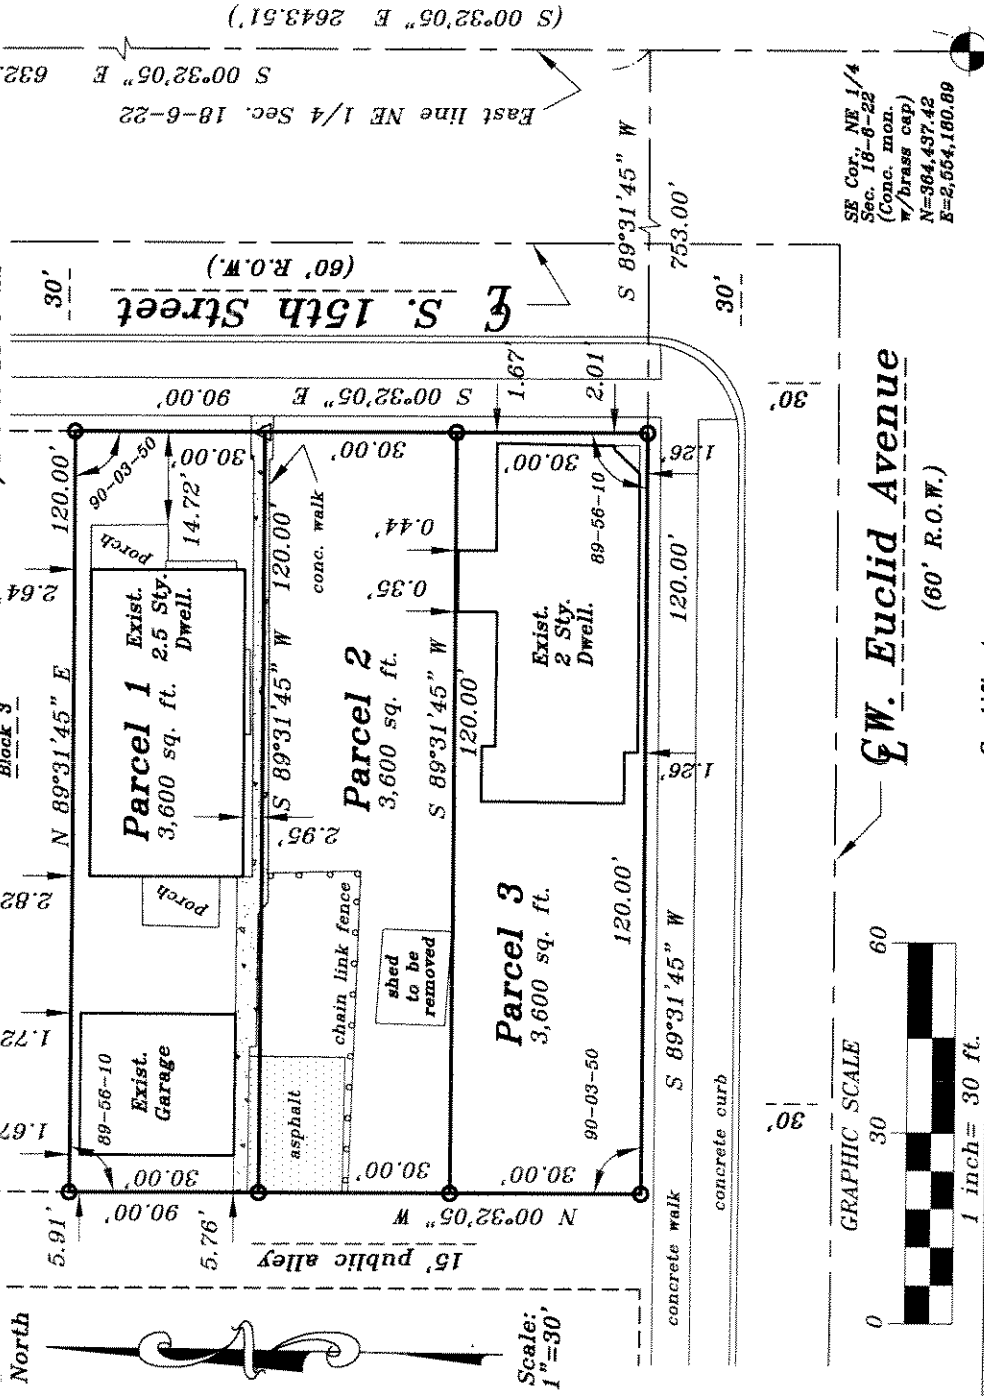 (S 00°32'05" E 2643.51')
S 00°32'05" E 632.
East line NE 1/4 Sec. 18-6-22
SE Cor., NE 1/4
Sec. 18-6-22
(Conc. mon.
w/brass cap)
N=364,437.42
E=2,554,180.89
S 89°31'45" W
753.00'
30'
(60' R.O.W.)
S. 15th Street
30'
30'
S 00°32'05" E 90.00'
1.67'
2.01'
120.00'
90-03-50
30.00'
30.00'
30.00'
1.26'
89-56-10
14.72'
porch
2.64'
120.00'
conc. walk
0.44'
0.35'
120.00'
Block 3
N 89°31'45" E
Exist.
2.5 Sty.
Dwell.
Parcel 1
3,600 sq. ft.
S 89°31'45" W
Parcel 2
3,600 sq. ft.
S 89°31'45" W
120.00'
Exist.
2 Sty.
Dwell.
1.26'
2.95'
2.82
porch
chain link fence
shed
to be
removed
Parcel 3
3,600 sq. ft.
120.00'
S 89°31'45" W
1.72
1.67
89-56-10
Exist.
Garage
asphalt
90-03-50
30.00'
30.00'
30.00'
90.00'
N 00°32'05" W
5.91'
5.76'
15' public alley
concrete walk
concrete curb
30'
W. Euclid Avenue
(60' R.O.W.)
North
Scale:
1"=30'
GRAPHIC SCALE
0 30 60
1 inch= 30 ft.